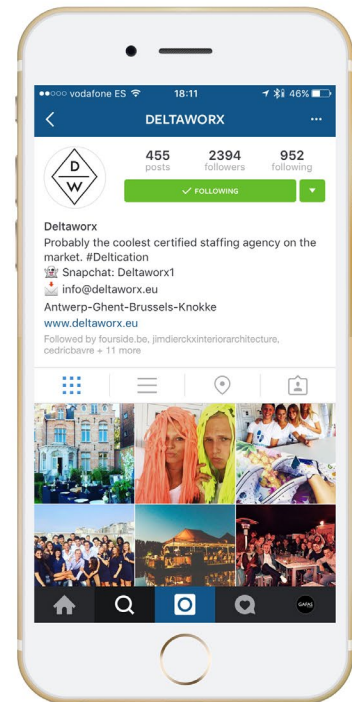 vodafone ES 18:11 46%
DELTAWORX
D
W
455 2394 952
posts followers following
FOLLOWING
Deltaworx
Probably the coolest certified staffing agency on the
market. #Deltication
Snapchat: Deltaworx1
info@deltaworx.eu
Antwerp-Ghent-Brussels-Knokke
www.deltaworx.eu
Followed by fourside.be, jimdierckxinteriorarchitecture,
cedricbavre + 11 more
GAFAS